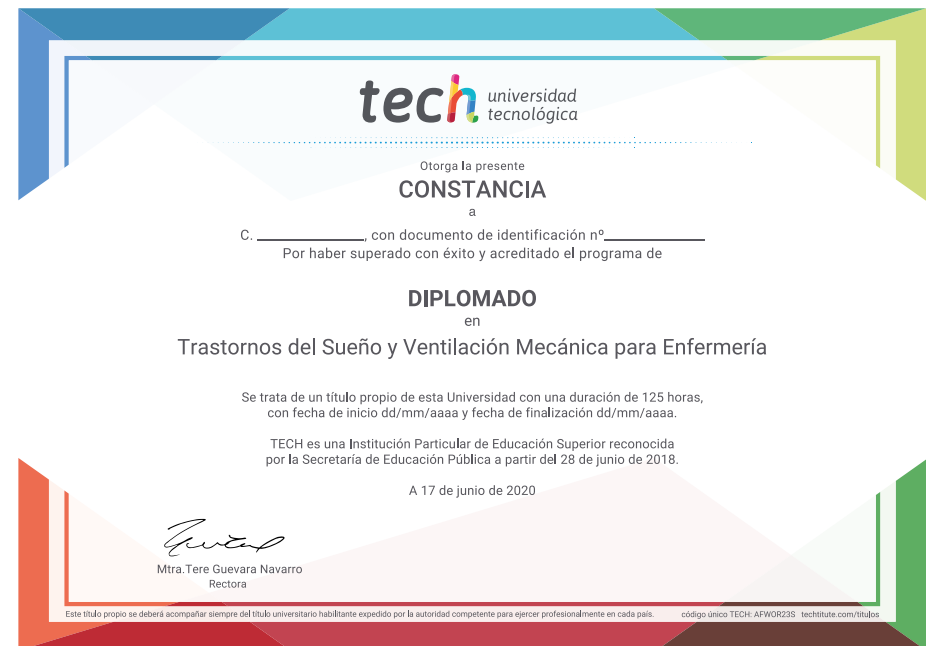 tech universidad
tecnológica
Otorga la presente
CONSTANCIA
a
C. ____________, con documento de identificación nº____________
Por haber superado con éxito y acreditado el programa de
DIPLOMADO
en
Trastornos del Sueño y Ventilación Mecánica para Enfermería
Se trata de un título propio de esta Universidad con una duración de 125 horas,
con fecha de inicio dd/mm/aaaa y fecha de finalización dd/mm/aaaa.
TECH es una Institución Particular de Educación Superior reconocida
por la Secretaría de Educación Pública a partir del 28 de junio de 2018.
A 17 de junio de 2020
Mtra.Tere Guevara Navarro
Rectora
Este título propio se deberá acompañar siempre del título universitario habilitante expedido por la autoridad competente para ejercer profesionalmente en cada país. código único TECH: AFWOR23S techtitute.com/titulos